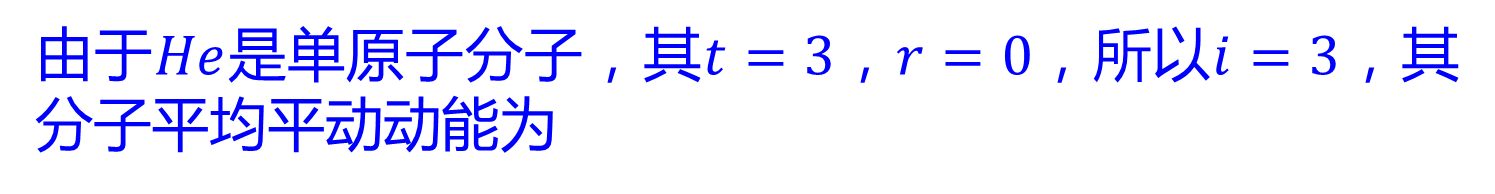 由于He是单原子分子，其t = 3，r = 0，所以i = 3，其
分子平均平动动能为